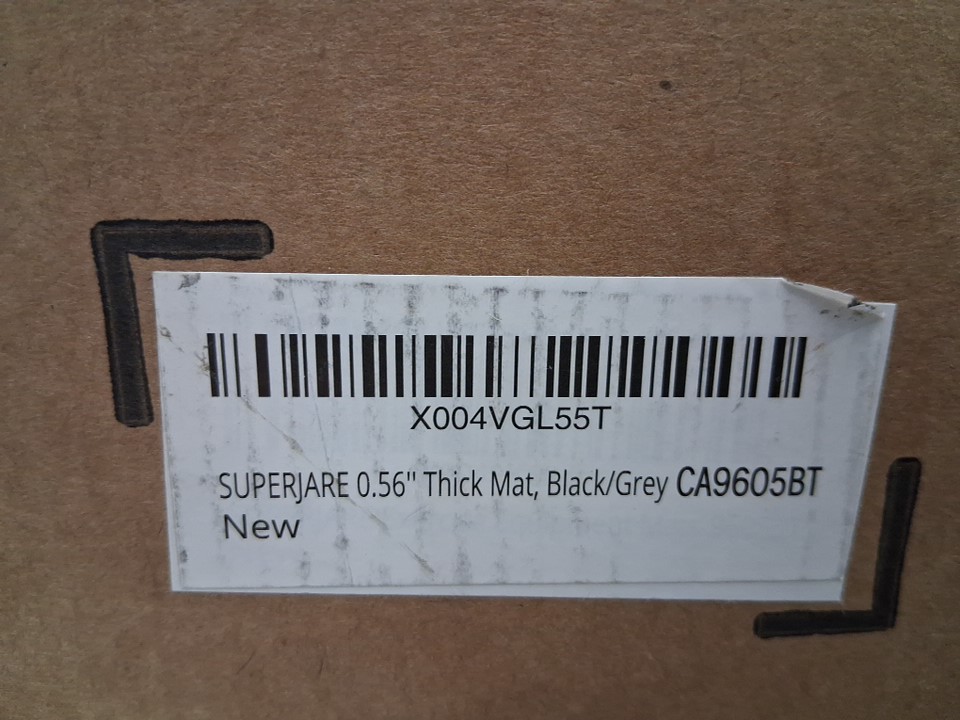 X004VGL55T
SUPERJARE 0.56'' Thick Mat, Black/Grey CA9605BT
New